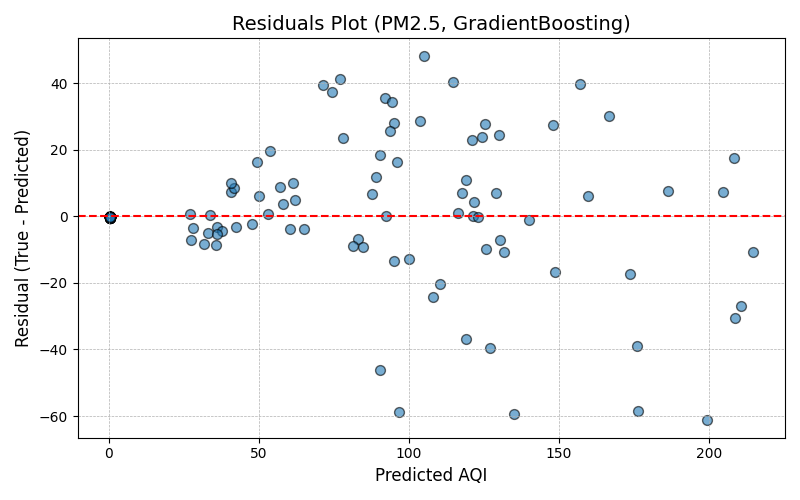 Residuals Plot (PM2.5, GradientBoosting)
Residual (True - Predicted)
40
20
0
−20
−40
−60
0 50 100 150 200
Predicted AQI